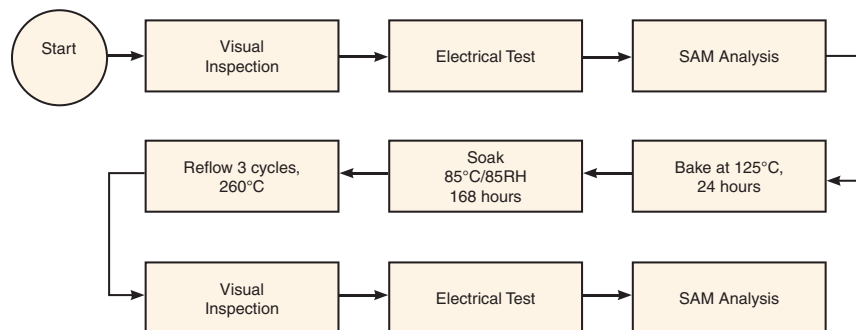 Start
Visual
Inspection
Electrical Test
SAM Analysis
Reflow 3 cycles,
260°C
Soak
85°C/85RH
168 hours
Bake at 125°C,
24 hours
Visual
Inspection
Electrical Test
SAM Analysis